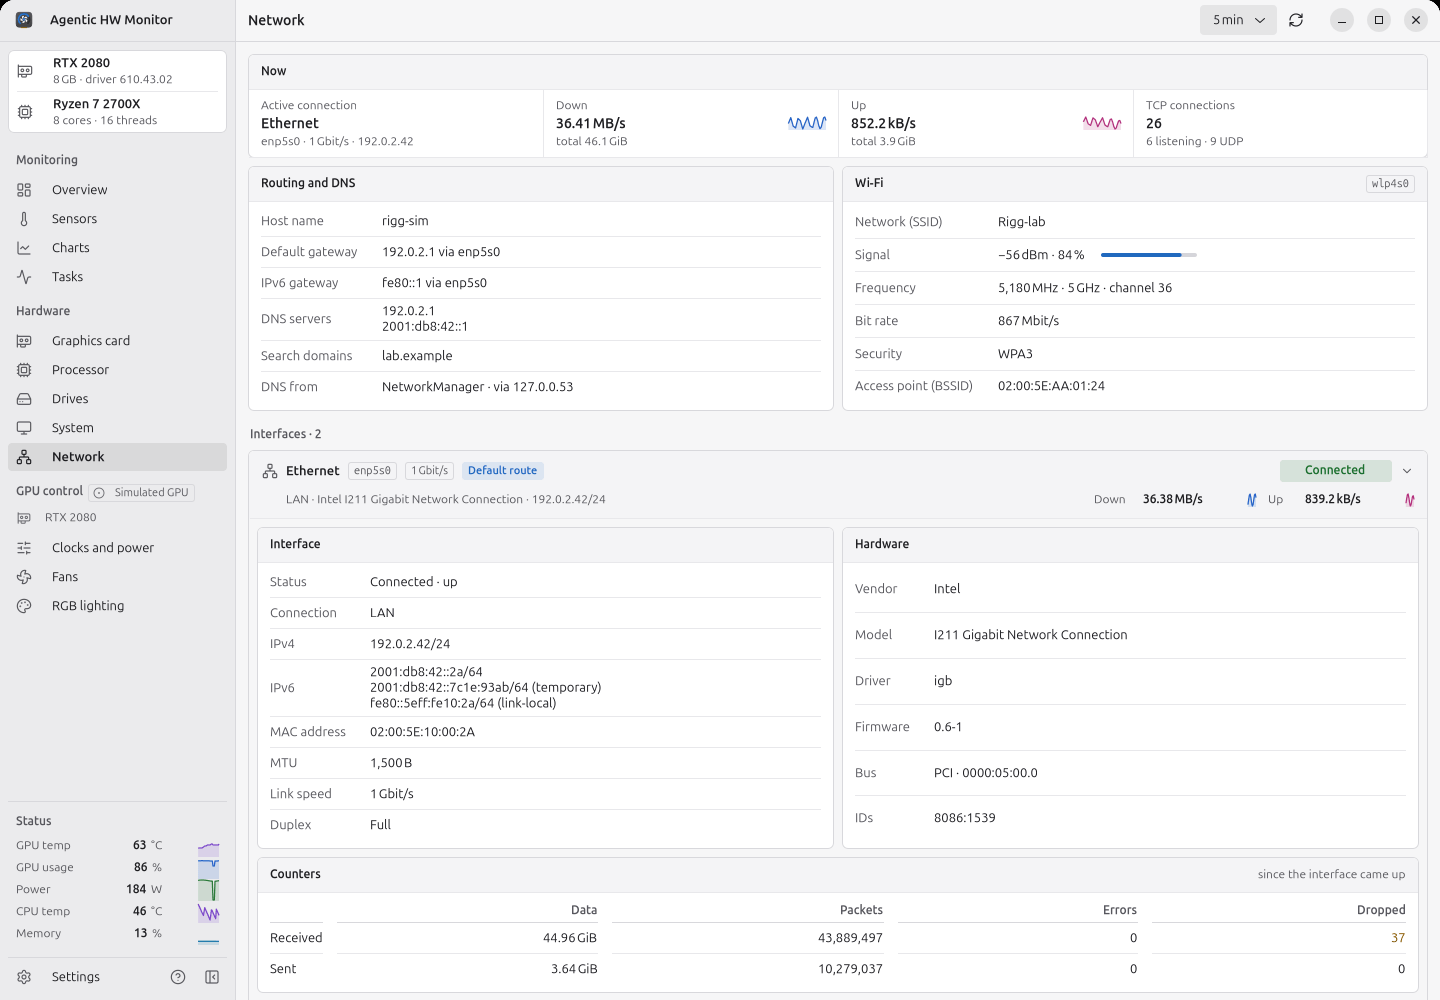 Agentic HW Monitor
Network
5 min
RTX 2080
8 GB · driver 610.43.02
Ryzen 7 2700X
8 cores · 16 threads
Monitoring
Overview
Sensors
Charts
Tasks
Hardware
Graphics card
Processor
Drives
System
Network
GPU control
Simulated GPU
RTX 2080
Clocks and power
Fans
RGB lighting
Status
GPU temp 63 °C
GPU usage 86 %
Power 184 W
CPU temp 46 °C
Memory 13 %
Settings
Now
Active connection
Ethernet
enp5s0 · 1 Gbit/s · 192.0.2.42
Down
36.41 MB/s
total 46.1 GiB
Up
852.2 kB/s
total 3.9 GiB
TCP connections
26
6 listening · 9 UDP
Routing and DNS
Host name rigg-sim
Default gateway 192.0.2.1 via enp5s0
IPv6 gateway fe80::1 via enp5s0
DNS servers 192.0.2.1
2001:db8:42::1
Search domains lab.example
DNS from NetworkManager · via 127.0.0.53
Wi-Fi wlp4s0
Network (SSID) Rigg-lab
Signal −56 dBm · 84 %
Frequency 5,180 MHz · 5 GHz · channel 36
Bit rate 867 Mbit/s
Security WPA3
Access point (BSSID) 02:00:5E:AA:01:24
Interfaces · 2
Ethernet enp5s0 1 Gbit/s Default route Connected
LAN · Intel I211 Gigabit Network Connection · 192.0.2.42/24 Down 36.38 MB/s Up 839.2 kB/s
Interface
Status Connected · up
Connection LAN
IPv4 192.0.2.42/24
IPv6 2001:db8:42::2a/64
2001:db8:42::7c1e:93ab/64 (temporary)
fe80::5eff:fe10:2a/64 (link-local)
MAC address 02:00:5E:10:00:2A
MTU 1,500 B
Link speed 1 Gbit/s
Duplex Full
Hardware
Vendor Intel
Model I211 Gigabit Network Connection
Driver igb
Firmware 0.6-1
Bus PCI · 0000:05:00.0
IDs 8086:1539
Counters since the interface came up
Data Packets Errors Dropped
Received 44.96 GiB 43,889,497 0 37
Sent 3.64 GiB 10,279,037 0 0